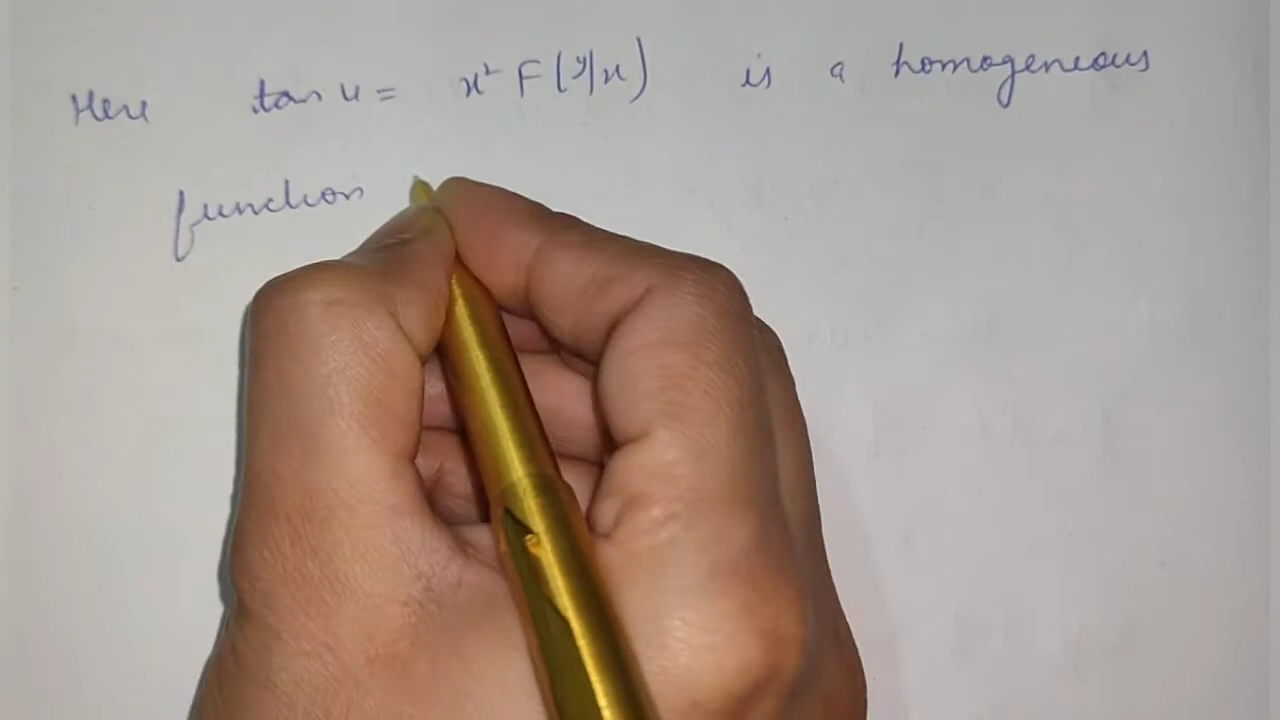 Here tan u = x² F(y/x) is a homogeneous
function